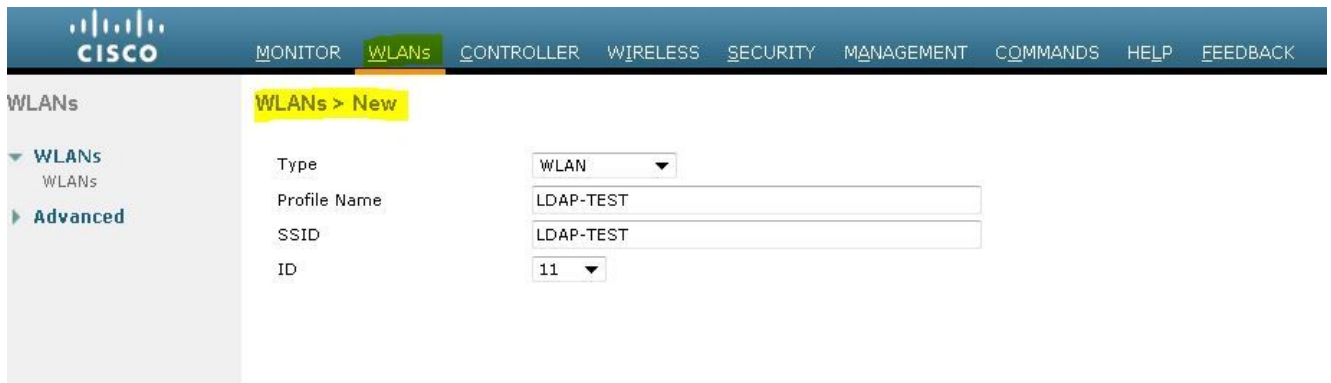 CISCO
MONITOR WLANs CONTROLLER WIRELESS SECURITY MANAGEMENT COMMANDS HELP FEEDBACK
WLANs
WLANs
WLANs
Advanced
WLANs > New
Type WLAN
Profile Name LDAP-TEST
SSID LDAP-TEST
ID 11